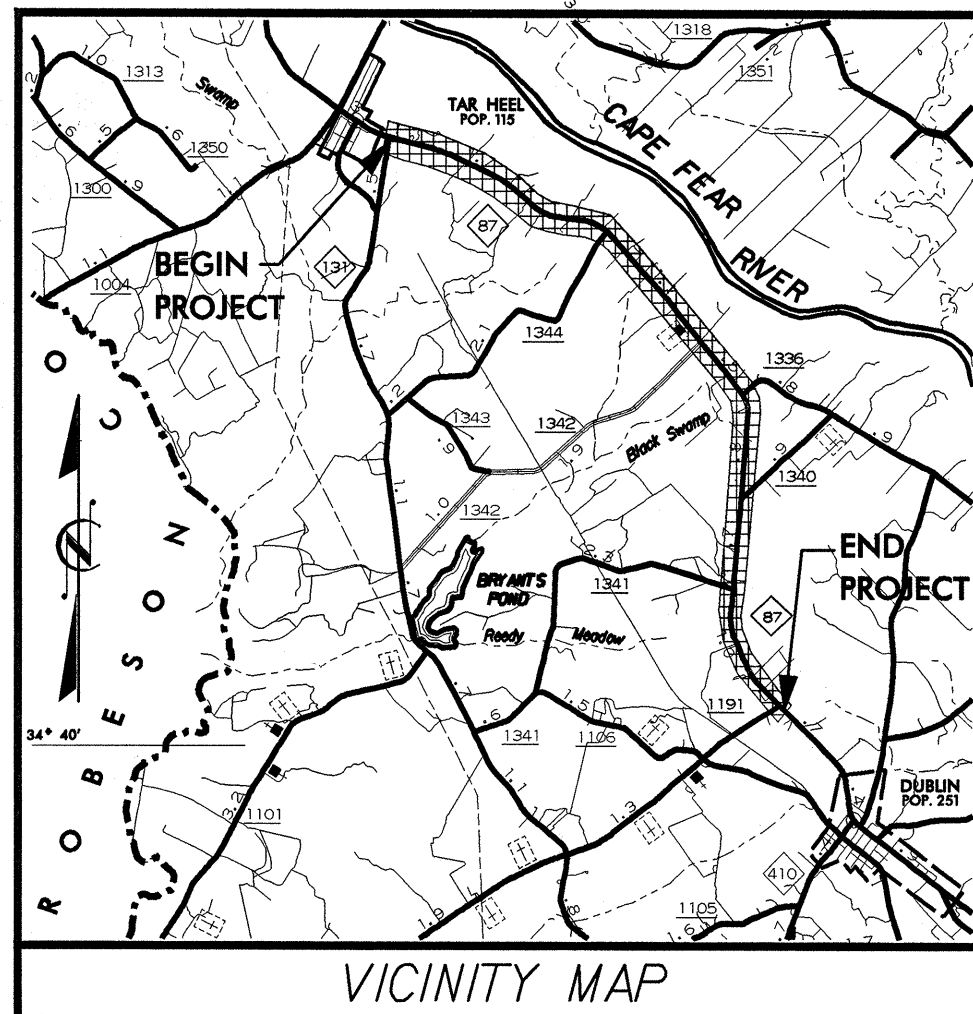 1318
1313
1351
Swamp
TAR HEEL
POP. 115
CAPE FEAR RIVER
1350
1300
87
BEGIN
PROJECT
131
1004
1344
1336
1343
1342
Black Swamp
1340
1342
ROBESON CO
END
PROJECT
BRYANT'S
POND
1341
87
Reedy Meadow
1191
34° 40'
1341
1106
DUBLIN
POP. 251
1101
410
1105
VICINITY MAP